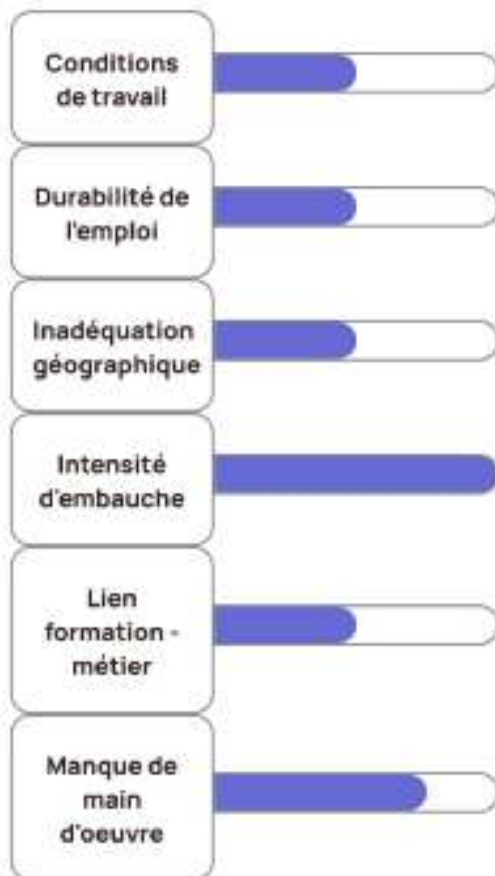 Conditions
de travail
Durabilité de
l'emploi
Inadéquation
géographique
Intensité
d'embauche
Lien
formation -
métier
Manque de
main
d'oeuvre